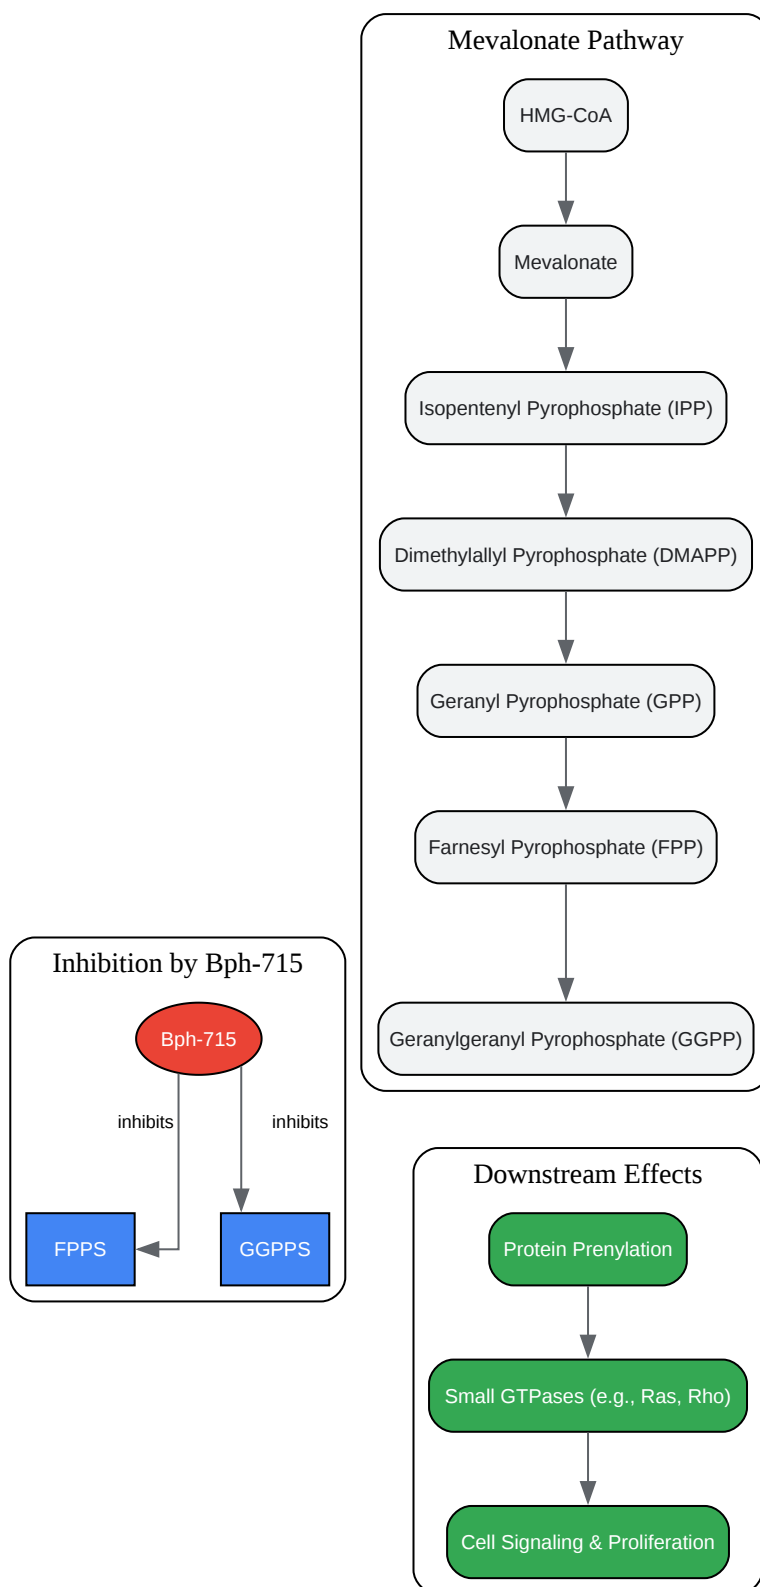 Mevalonate Pathway
HMG-CoA
Mevalonate
Isopentenyl Pyrophosphate (IPP)
Dimethylallyl Pyrophosphate (DMAPP)
Geranyl Pyrophosphate (GPP)
Farnesyl Pyrophosphate (FPP)
Geranylgeranyl Pyrophosphate (GGPP)
Inhibition by Bph-715
Bph-715
inhibits
inhibits
FPPS
GGPPS
Downstream Effects
Protein Prenylation
Small GTPases (e.g., Ras, Rho)
Cell Signaling & Proliferation